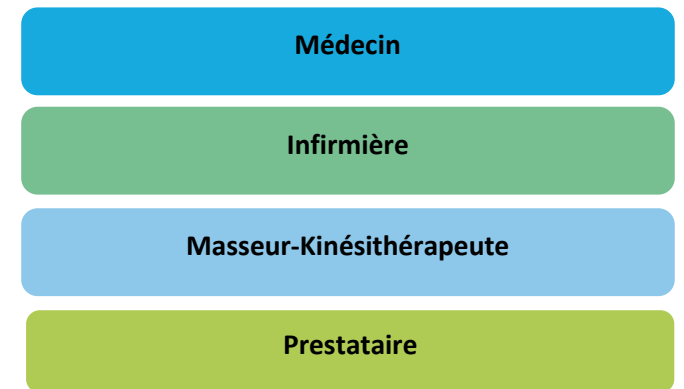 Médecin
Infirmière
Masseur-Kinésithérapeute
Prestataire